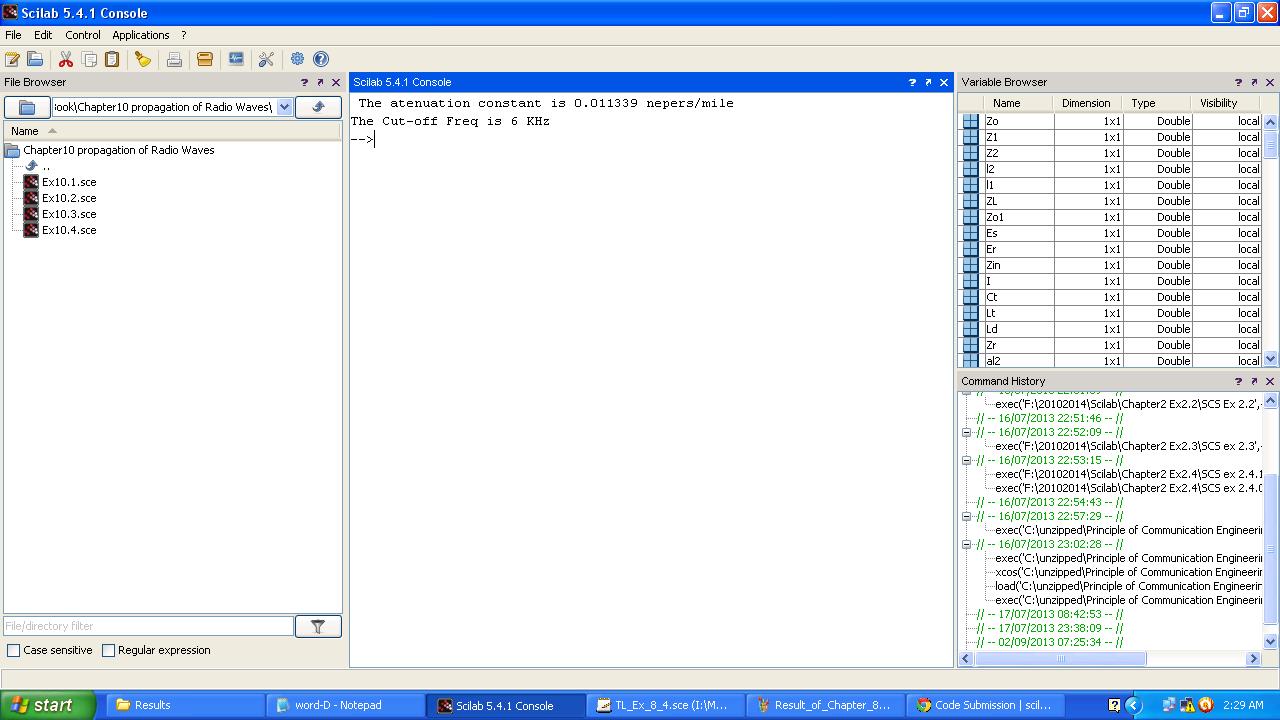 Scilab 5.4.1 Console
File Edit Control Applications ?
File Browser
ook\Chapter10 propagation of Radio Waves\
Name
Chapter10 propagation of Radio Waves
..
Ex10.1.sce
Ex10.2.sce
Ex10.3.sce
Ex10.4.sce
File/directory filter
Case sensitive Regular expression
Scilab 5.4.1 Console
The atenuation constant is 0.011339 nepers/mile
The Cut-off Freq is 6 KHz
-->
Variable Browser
Name Dimension Type Visibility
Zo 1x1 Double local
Z1 1x1 Double local
Z2 1x1 Double local
l2 1x1 Double local
l1 1x1 Double local
ZL 1x1 Double local
Zo1 1x1 Double local
Es 1x1 Double local
Er 1x1 Double local
Zin 1x1 Double local
I 1x1 Double local
Ct 1x1 Double local
Lt 1x1 Double local
Ld 1x1 Double local
Zr 1x1 Double local
al2 1x1 Double local
Command History
exec('F:\20102014\Scilab\Chapter2 Ex2.2\SCS Ex 2.2',
// -- 16/07/2013 22:51:46 -- //
// -- 16/07/2013 22:52:09 -- //
exec('F:\20102014\Scilab\Chapter2 Ex2.3\SCS ex 2.3',
// -- 16/07/2013 22:53:15 -- //
exec('F:\20102014\Scilab\Chapter2 Ex2.4\SCS ex 2.4.1
exec('F:\20102014\Scilab\Chapter2 Ex2.4\SCS ex 2.4.0
// -- 16/07/2013 22:54:43 -- //
// -- 16/07/2013 22:57:29 -- //
exec('C:\unzipped\Principle of Communication Engineeri
// -- 16/07/2013 23:02:28 -- //
exec('C:\unzipped\Principle of Communication Engineeri
xcos('C:\unzipped\Principle of Communication Engineeri
load('C:\unzipped\Principle of Communication Engineeri
exec('C:\unzipped\Principle of Communication Engineeri
// -- 17/07/2013 08:42:53 -- //
// -- 17/07/2013 23:38:09 -- //
// -- 02/09/2013 07:25:34 -- //
start Results word-D - Notepad Scilab 5.4.1 Console TL_Ex_8_4.sce (I:\M... Result_of_Chapter_8... Code Submission | scil... 2:29 AM